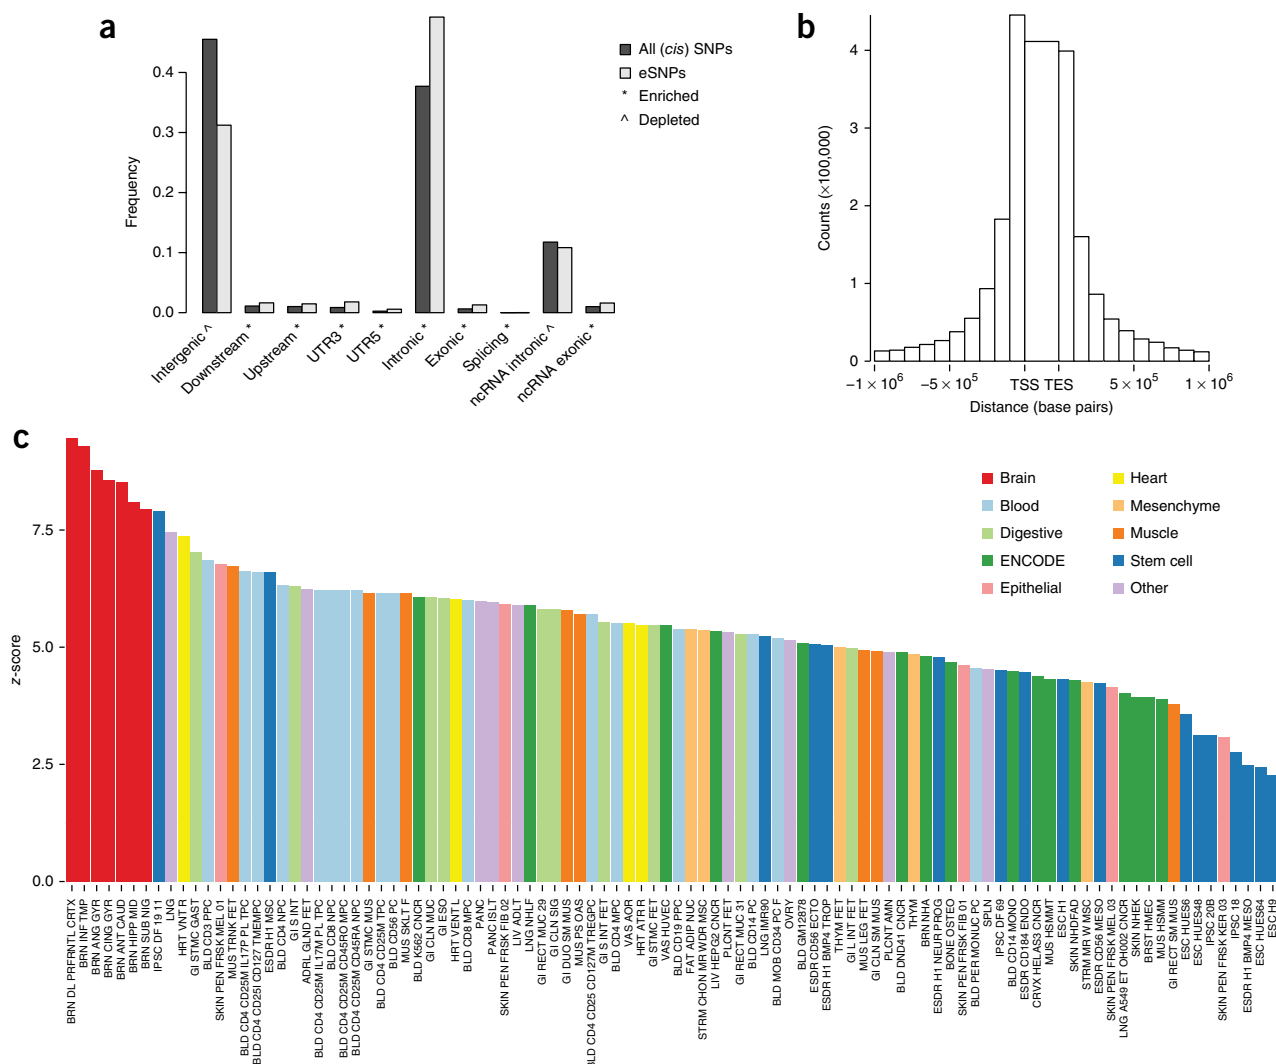 a
All (cis) SNPs
eSNPs
* Enriched
^ Depleted
Frequency
0.4
0.3
0.2
0.1
0.0
Intergenic ^
Downstream *
Upstream *
UTR3 *
UTR5 *
Intronic *
Exonic *
Splicing *
ncRNA intronic ^
ncRNA exonic *
b
Counts (×100,000)
4
3
2
1
0
−1 × 10⁶
−5 × 10⁵
TSS TES
5 × 10⁵
1 × 10⁶
Distance (base pairs)
c
Brain
Blood
Digestive
ENCODE
Epithelial
Heart
Mesenchyme
Muscle
Stem cell
Other
z-score
7.5
5.0
2.5
0.0
BRN DL PRFRNTL CRTX
BRN INF TMP
BRN ANG GYR
BRN CING GYR
BRN ANT CAUD
BRN HIPP MID
BRN SUB NIG
IPSC DF 19 11
LNG
HRT VNT R
GI STMC GAST
BLD CD3 PPC
SKIN PEN FRSK MEL 01
MUS TRNK FET
BLD CD4 CD25M IL17P PL TPC
BLD CD4 CD25I CD127 TMEMPC
ESDR H1 MSC
BLD CD4 NPC
GI S INT
ADRL GLND FET
BLD CD4 CD25M IL17M PL TPC
BLD CD8 NPC
BLD CD4 CD25M CD45RO MPC
BLD CD4 CD25M CD45RA NPC
GI STMC MUS
BLD CD4 CD25M TPC
BLD CD56 PC
MUS SKLT F
BLD K562 CNCR
GI CLN MUC
GI ESO
HRT VENT L
BLD CD8 MPC
PANC
PANC ISLT
SKIN PEN FRSK FIB 02
LIV ADLT
LNG NHLF
GI RECT MUC 29
GI CLN SIG
GI DUO SM MUS
MUS PS OAS
BLD CD4 CD25 CD127M TREGPC
GI S INT FET
BLD CD4 MPC
VAS AOR
HRT ATR R
GI STMC FET
VAS HUVEC
BLD CD19 PPC
FAT ADIP NUC
STRM CHON MR WDR MSC
LIV HEPG2 CNCR
PLCNT FET
GI RECT MUC 31
BLD CD14 PC
LNG IMR90
BLD MOB CD34 PC F
OVRY
BLD GM12878
ESDR CD56 ECTO
ESDR H1 BMP4 TROP
THYM FET
GI L INT FET
MUS LEG FET
GI CLN SM MUS
PLCNT AMN
BLD DND41 CNCR
THYM
BRN NHA
ESDR H1 NEUR PROG
BONE OSTEO
SKIN PEN FRSK FIB 01
BLD PER MONUC PC
SPLN
IPSC DF 69
BLD CD14 MONO
ESDR CD184 ENDO
CRVX HELAS3 CNCR
MUS HSMMT
ESC H1
SKIN NHDFAD
STRM MR W MSC
ESDR CD56 MESO
SKIN PEN FRSK MEL 03
LNG A549 ET OH002 CNCR
SKIN NHEK
BRST HMEC
MUS HSMM
GI RECT SM MUS
ESC HUES6
ESC HUES48
IPSC 20B
SKIN PEN FRSK KER 03
IPSC 18
ESDR H1 BMP4 MESO
ESC HUES64
ESC H9